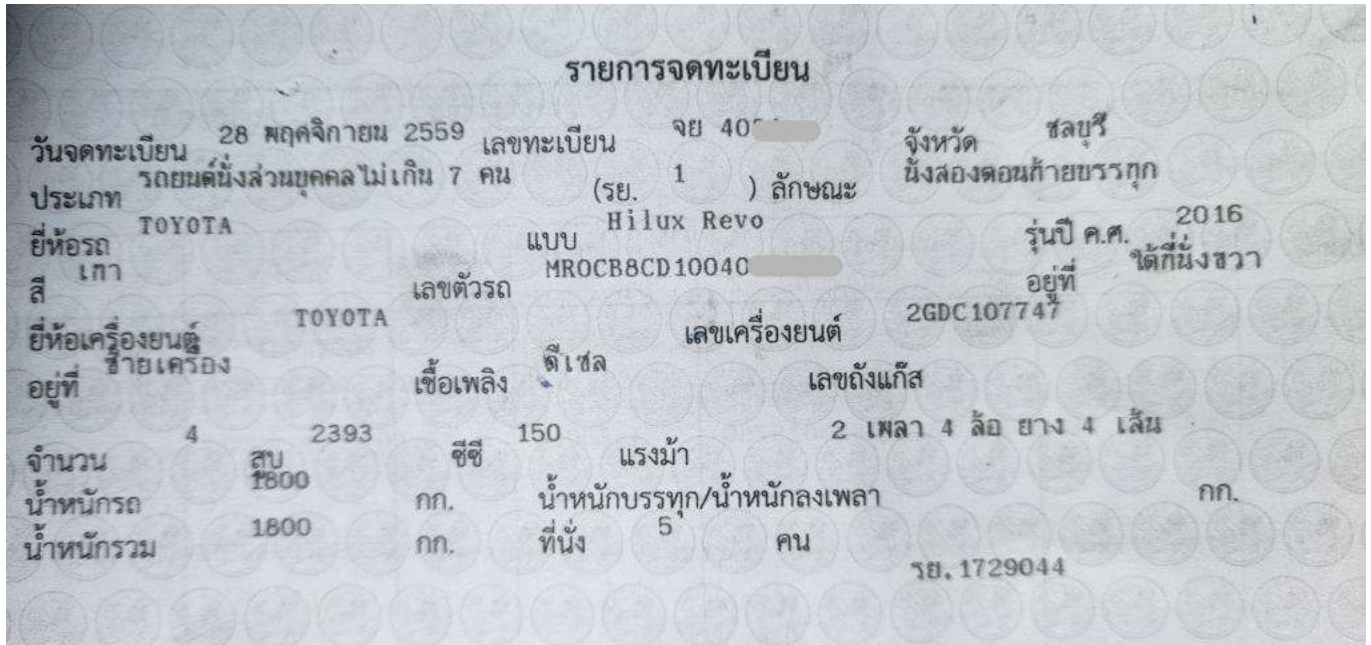 รายการจดทะเบียน
วันจดทะเบียน 28 พฤศจิกายน 2559 เลขทะเบียน จย 40 จังหวัด ชลบุรี
ประเภท รถยนต์นั่งส่วนบุคคลไม่เกิน 7 คน (รย. 1 ) ลักษณะ นั่งสองตอนท้ายบรรทุก
ยี่ห้อรถ TOYOTA แบบ Hilux Revo รุ่นปี ค.ศ. 2016
สี เทา เลขตัวรถ MROCB8CD10040 อยู่ที่ ใต้ที่นั่งขวา
ยี่ห้อเครื่องยนต์ TOYOTA เลขเครื่องยนต์ 2GDC107747
อยู่ที่ ซ้ายเครื่อง เชื้อเพลิง ดีเซล เลขถังแก๊ส
จำนวน 4 สูบ 2393 ซีซี 150 แรงม้า 2 เพลา 4 ล้อ ยาง 4 เส้น
น้ำหนักรถ 1800 กก. น้ำหนักบรรทุก/น้ำหนักลงเพลา กก.
น้ำหนักรวม 1800 กก. ที่นั่ง 5 คน
รย.1729044